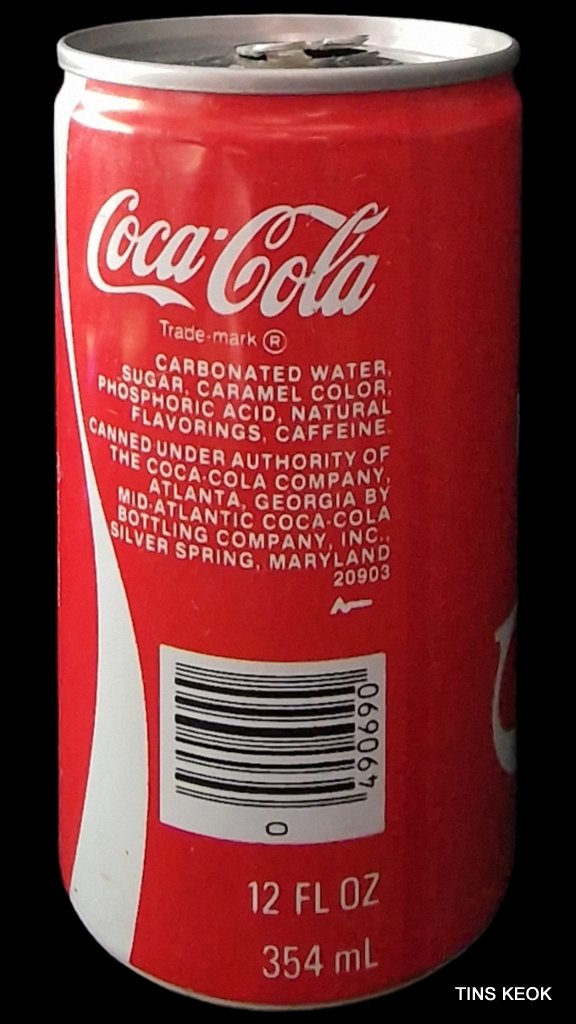 Coca-Cola
Trade-mark ®
CARBONATED WATER,
SUGAR, CARAMEL COLOR,
PHOSPHORIC ACID, NATURAL
FLAVORINGS, CAFFEINE.
CANNED UNDER AUTHORITY OF
THE COCA-COLA COMPANY,
ATLANTA, GEORGIA BY
MID-ATLANTIC COCA-COLA
BOTTLING COMPANY, INC.,
SILVER SPRING, MARYLAND
20903
490690
0
12 FL OZ
354 mL
TINS KEOK